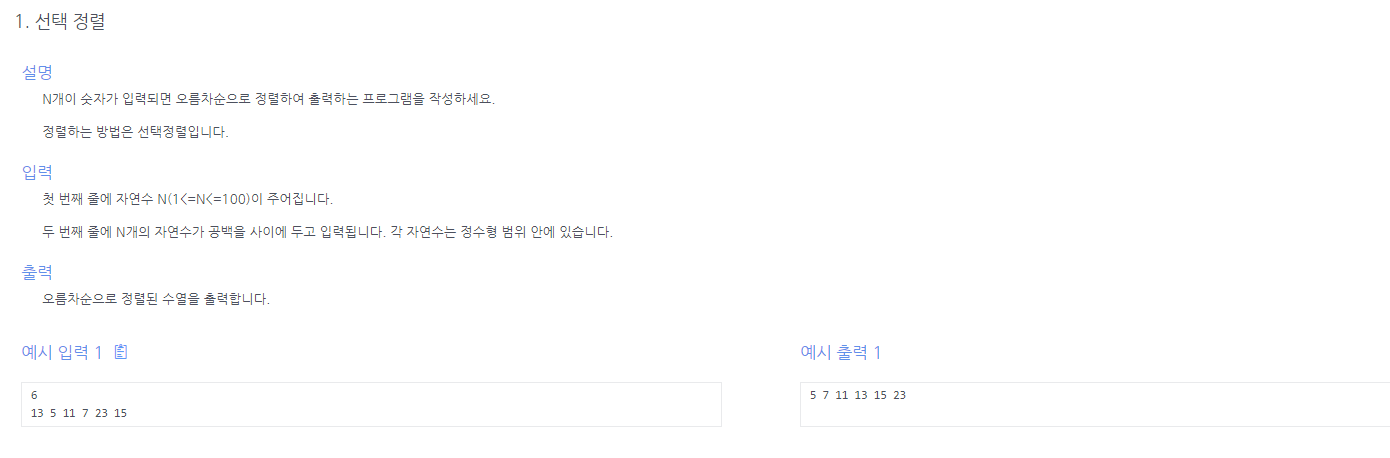 1. 선택 정렬
설명
N개이 숫자가 입력되면 오름차순으로 정렬하여 출력하는 프로그램을 작성하세요.
정렬하는 방법은 선택정렬입니다.
입력
첫 번째 줄에 자연수 N(1<=N<=100)이 주어집니다.
두 번째 줄에 N개의 자연수가 공백을 사이에 두고 입력됩니다. 각 자연수는 정수형 범위 안에 있습니다.
출력
오름차순으로 정렬된 수열을 출력합니다.
예시 입력 1
6
13 5 11 7 23 15
예시 출력 1
5 7 11 13 15 23